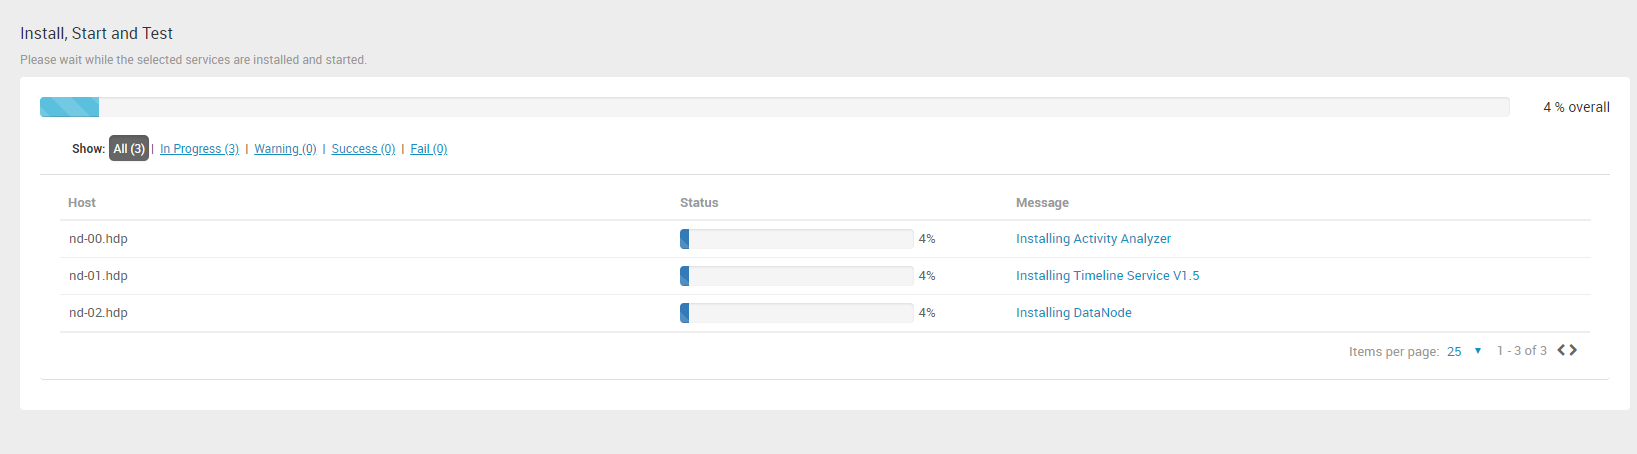 Install, Start and Test
Please wait while the selected services are installed and started.
4 % overall
Show: All (3) | In Progress (3) | Warning (0) | Success (0) | Fail (0)
Host Status Message
nd-00.hdp 4% Installing Activity Analyzer
nd-01.hdp 4% Installing Timeline Service V1.5
nd-02.hdp 4% Installing DataNode
Items per page: 25 1 - 3 of 3